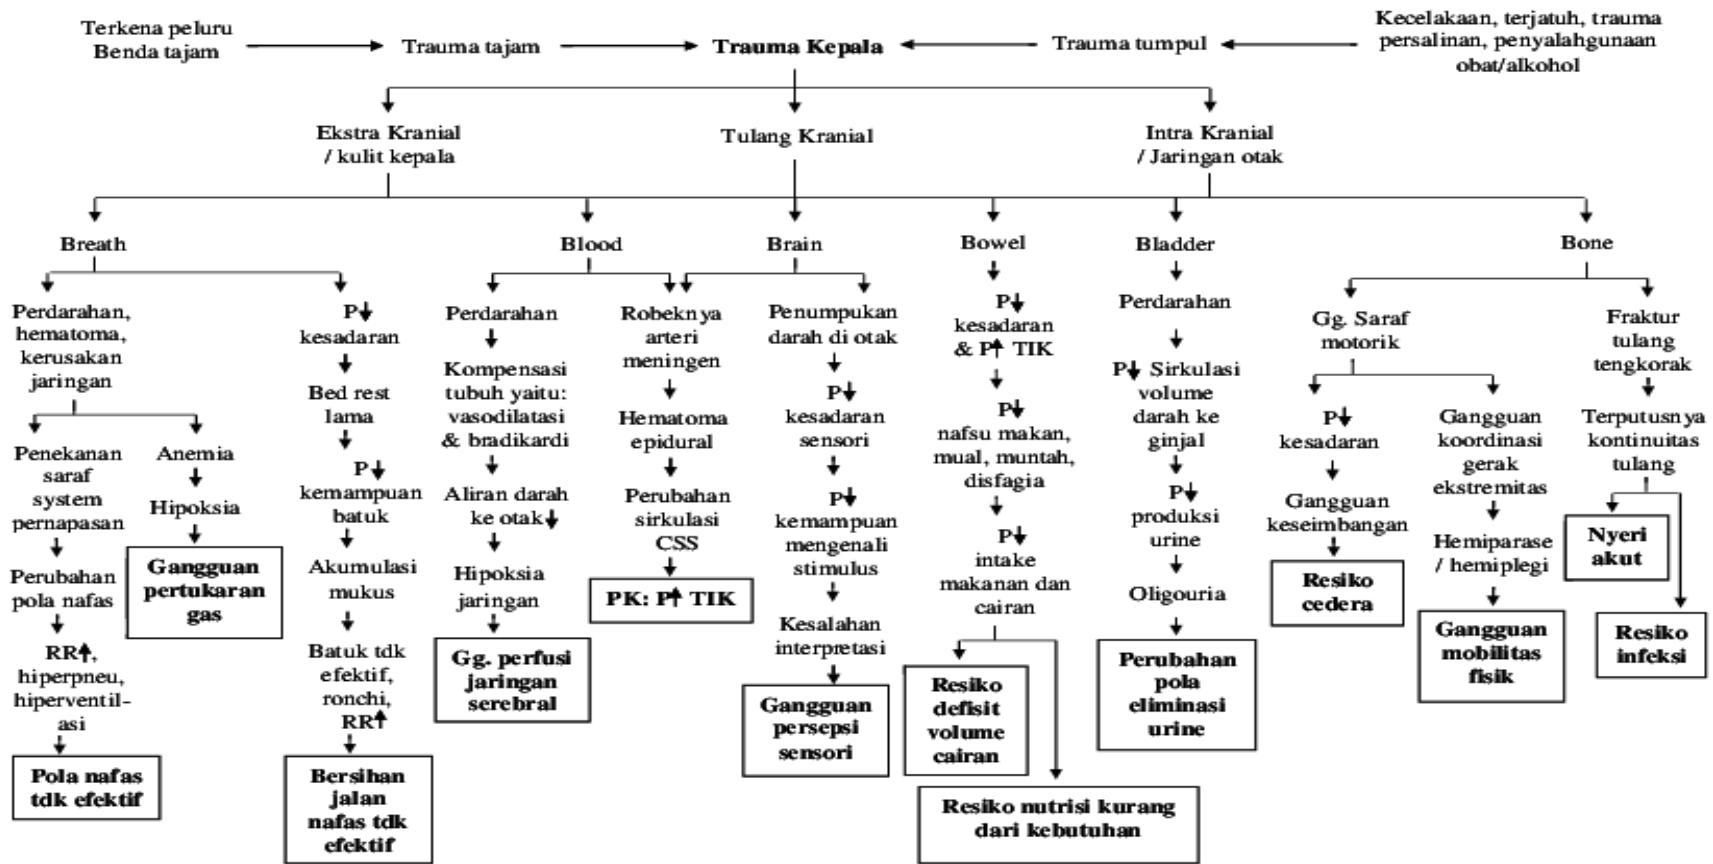 Terkena peluru
Benda tajam
Trauma tajam
Trauma Kepala
Trauma tumpul
Kecelakaan, terjatuh, trauma
persalinan, penyalahgunaan
obat/alkohol
Ekstra Kranial
/ kulit kepala
Tulang Kranial
Intra Kranial
/ Jaringan otak
Breath
Blood
Brain
Bowel
Bladder
Bone
Perdarahan,
hematoma,
kerusakan
jaringan
Penekanan
saraf
system
pernapasan
Perubahan
pola nafas
RR↑,
hiperpneu,
hiperventil-
asi
Pola nafas
tdk efektif
Anemia
Hipoksia
Gangguan
pertukaran
gas
P↓
kesadaran
Bed rest
lama
P↓
kemampuan
batuk
Akumulasi
mukus
Batuk tdk
efektif,
ronchi,
RR↑
Bersihan
jalan
nafas tdk
efektif
Perdarahan
Kompensasi
tubuh yaitu:
vasodilatasi
& bradikardi
Aliran darah
ke otak↓
Hipoksia
jaringan
Gg. perfusi
jaringan
serebral
Robeknya
arteri
meningen
Hematoma
epidural
Perubahan
sirkulasi
CSS
PK: P↑ TIK
Penumpukan
darah di otak
P↓
kesadaran
sensori
P↓
kemampuan
mengenali
stimulus
Kesalahan
interpretasi
Gangguan
persepsi
sensori
P↓
kesadaran
& P↑ TIK
P↓
nafsu makan,
mual, muntah,
disfagia
P↓
intake
makanan dan
cairan
Resiko
defisit
volume
cairan
Resiko nutrisi kurang
dari kebutuhan
Perdarahan
P↓ Sirkulasi
volume
darah ke
ginjal
P↓
produksi
urine
Oligouria
Perubahan
pola
eliminasi
urine
Gg. Saraf
motorik
P↓
kesadaran
Gangguan
keseimbangan
Resiko
cedera
Gangguan
koordinasi
gerak
ekstremitas
Hemiparase
/ hemiplegi
Gangguan
mobilitas
fisik
Fraktur
tulang
tengkorak
Terputusnya
kontinuitas
tulang
Nyeri
akut
Resiko
infeksi